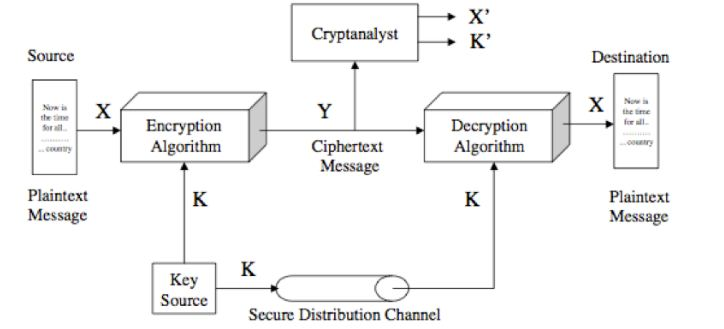 X’
Cryptanalyst
K’
Source
Destination
Now is
the time
for all..
............
... country
X
Encryption
Algorithm
Y
Ciphertext
Message
Decryption
Algorithm
X
Now is
the time
for all..
............
... country
Plaintext
Message
K
K
Plaintext
Message
Key
Source
K
Secure Distribution Channel